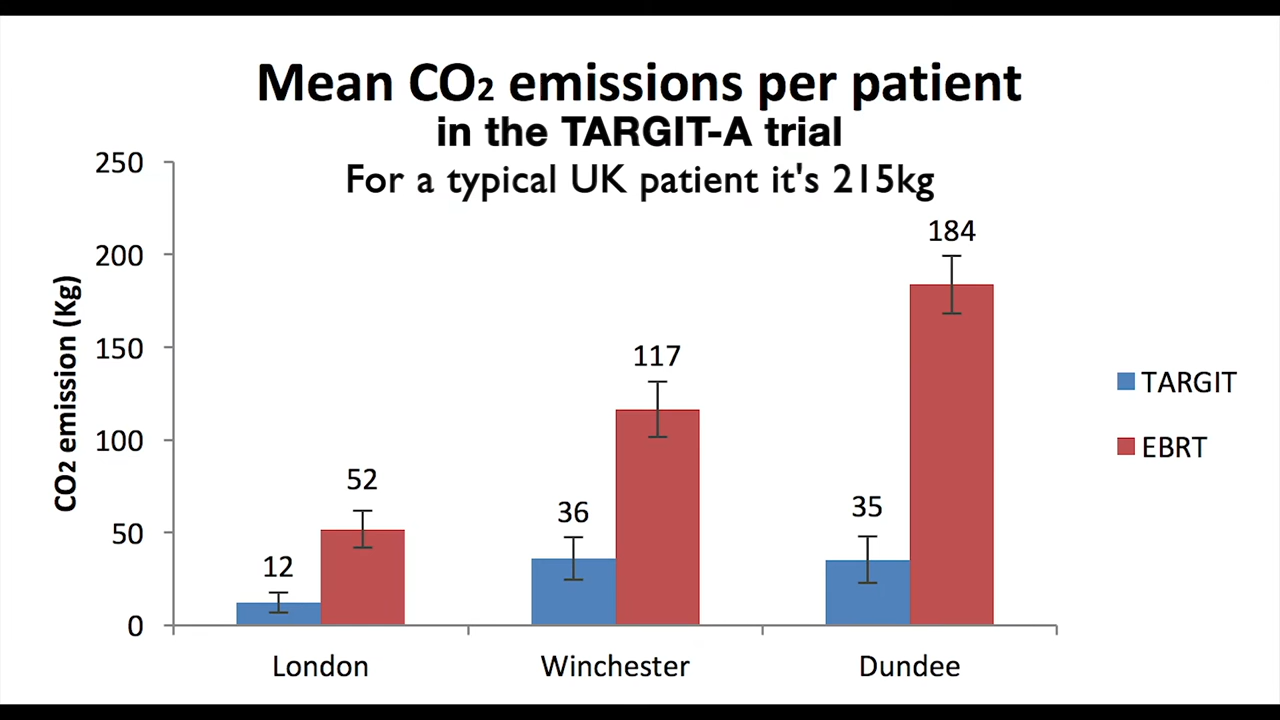 Mean CO2 emissions per patient
in the TARGIT-A trial
For a typical UK patient it's 215kg
CO2 emission (Kg)
250
200
150
100
50
0
12
52
36
117
35
184
London
Winchester
Dundee
TARGIT
EBRT